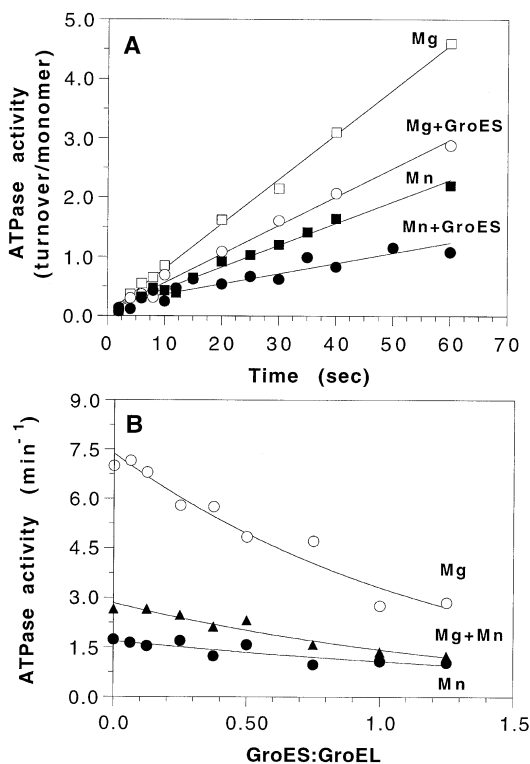 A
ATPase activity
(turnover/monomer)
5.0
4.0
3.0
2.0
1.0
0.0
Mg
Mg+GroES
Mn
Mn+GroES
0 10 20 30 40 50 60 70
Time (sec)
B
ATPase activity (min⁻¹)
9.0
7.5
6.0
4.5
3.0
1.5
0.0
Mg
Mg+Mn
Mn
0.0 0.50 1.0 1.5
GroES:GroEL